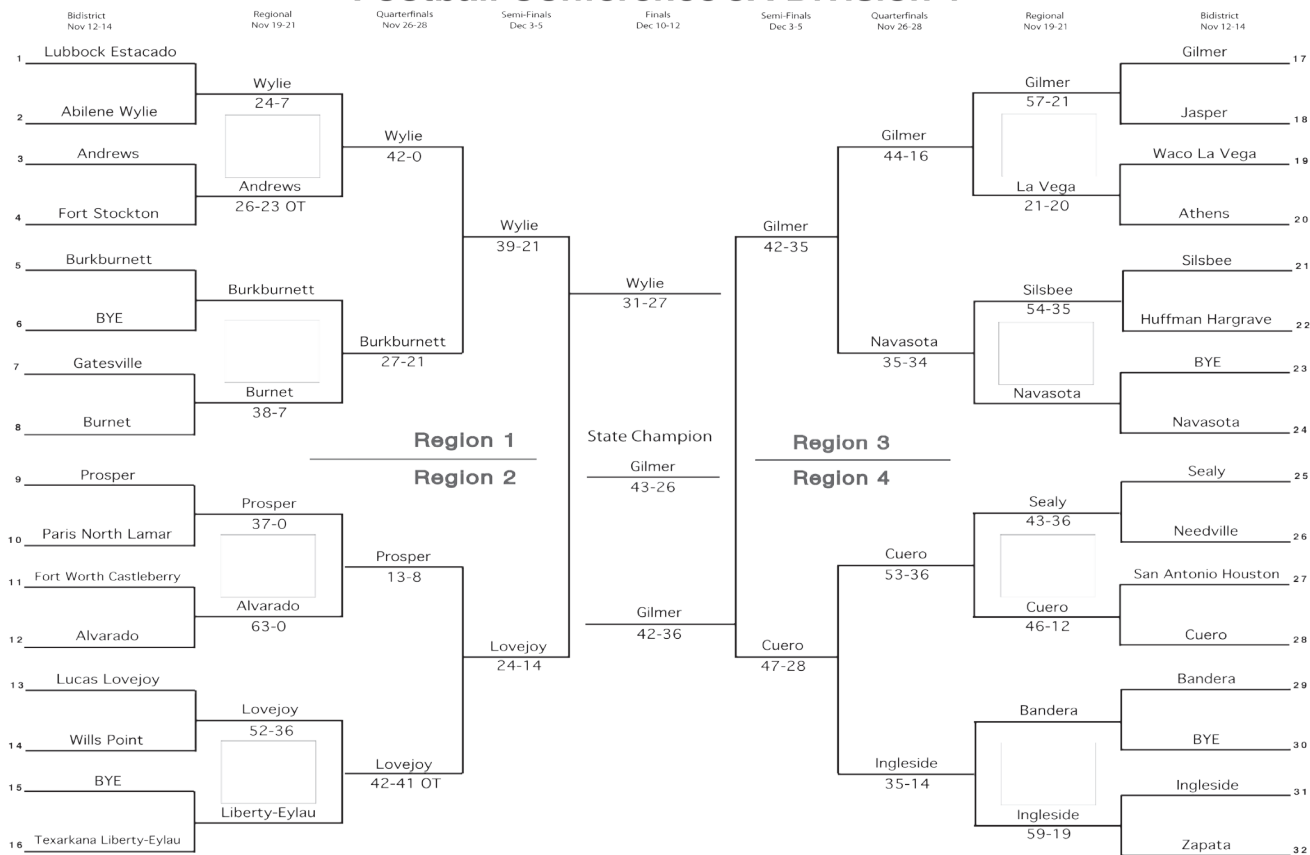 Bidistrict
Nov 12-14
Regional
Nov 19-21
Quarterfinals
Nov 26-28
Semi-Finals
Dec 3-5
Finals
Dec 10-12
Semi-Finals
Dec 3-5
Quarterfinals
Nov 26-28
Regional
Nov 19-21
Bidistrict
Nov 12-14
1 Lubbock Estacado
2 Abilene Wylie
3 Andrews
4 Fort Stockton
5 Burkburnett
6 BYE
7 Gatesville
8 Burnet
9 Prosper
10 Paris North Lamar
11 Fort Worth Castleberry
12 Alvarado
13 Lucas Lovejoy
14 Wills Point
15 BYE
16 Texarkana Liberty-Eylau
Wylie
24-7
Andrews
26-23 OT
Burkburnett
Burnet
38-7
Prosper
37-0
Alvarado
63-0
Lovejoy
52-36
Liberty-Eylau
Wylie
42-0
Burkburnett
27-21
Prosper
13-8
Lovejoy
42-41 OT
Wylie
39-21
Lovejoy
24-14
Region 1
Region 2
Wylie
31-27
State Champion
Gilmer
43-26
Gilmer
42-36
Gilmer
42-35
Cuero
47-28
Region 3
Region 4
Gilmer
44-16
Navasota
35-34
Cuero
53-36
Ingleside
35-14
Gilmer
57-21
La Vega
21-20
Silsbee
54-35
Navasota
Sealy
43-36
Cuero
46-12
Bandera
Ingleside
59-19
Gilmer 17
Jasper 18
Waco La Vega 19
Athens 20
Silsbee 21
Huffman Hargrave 22
BYE 23
Navasota 24
Sealy 25
Needville 26
San Antonio Houston 27
Cuero 28
Bandera 29
BYE 30
Ingleside 31
Zapata 32